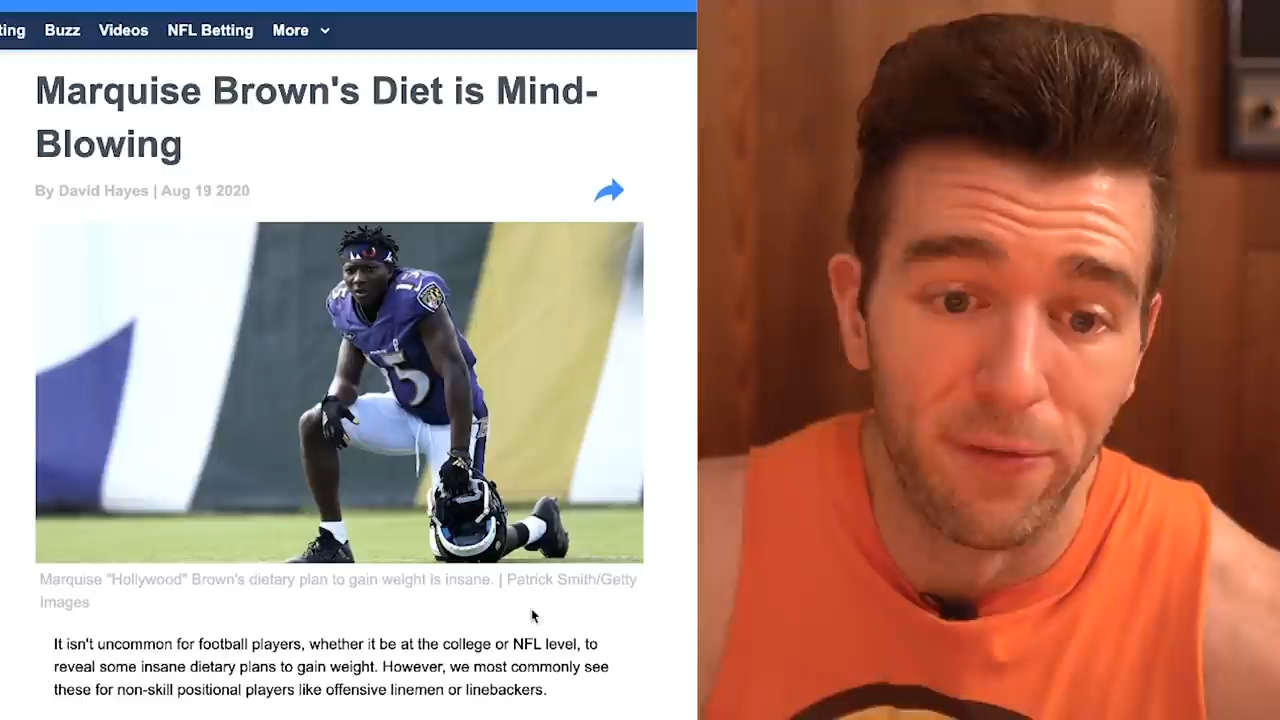 ting Buzz Videos NFL Betting More
Marquise Brown's Diet is Mind-
Blowing
By David Hayes | Aug 19 2020
15
Marquise "Hollywood" Brown's dietary plan to gain weight is insane. | Patrick Smith/Getty
Images
It isn't uncommon for football players, whether it be at the college or NFL level, to
reveal some insane dietary plans to gain weight. However, we most commonly see
these for non-skill positional players like offensive linemen or linebackers.